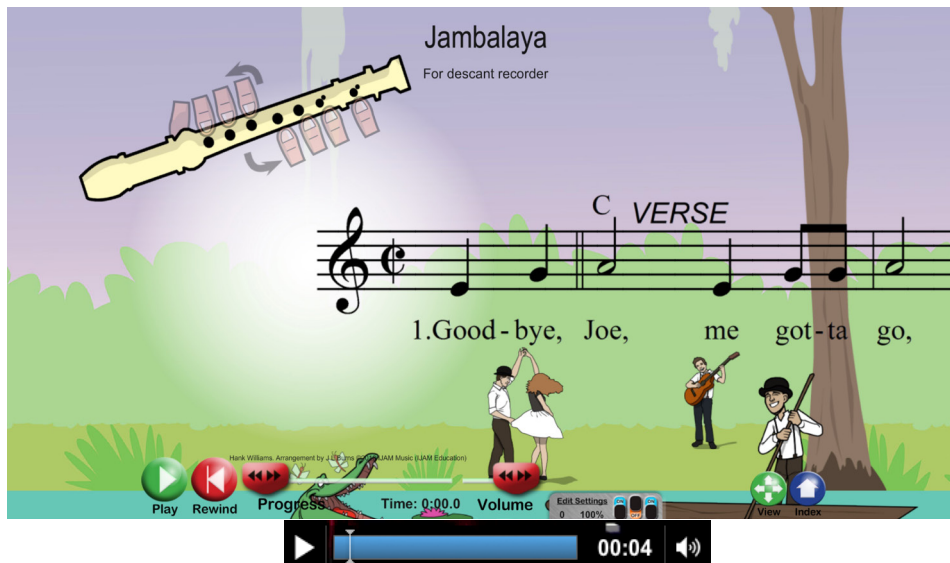 Jambalaya
For descant recorder
C VERSE
1.Good - bye, Joe, me got - ta go,
Play
Rewind
Progress
Time: 0:00.0
Volume
Edit Settings
0 100%
OFF
View
Index
00:04